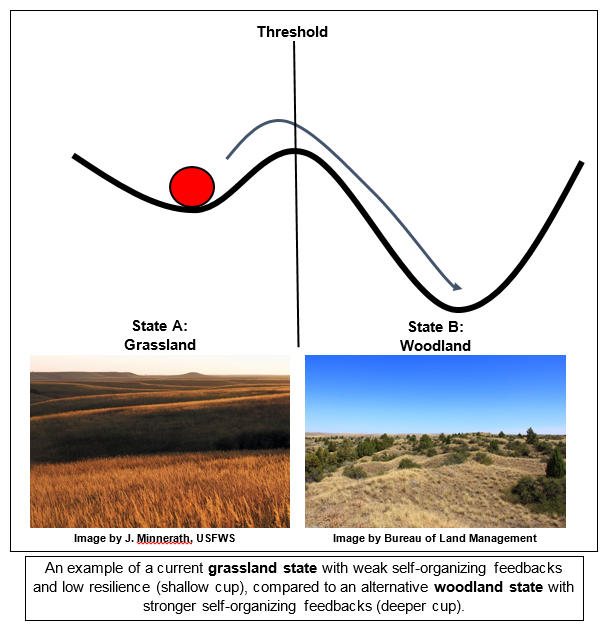 Threshold
State A:
Grassland
State B:
Woodland
Image by J. Minnerath, USFWS
Image by Bureau of Land Management
An example of a current grassland state with weak self-organizing feedbacks
and low resilience (shallow cup), compared to an alternative woodland state with
stronger self-organizing feedbacks (deeper cup).